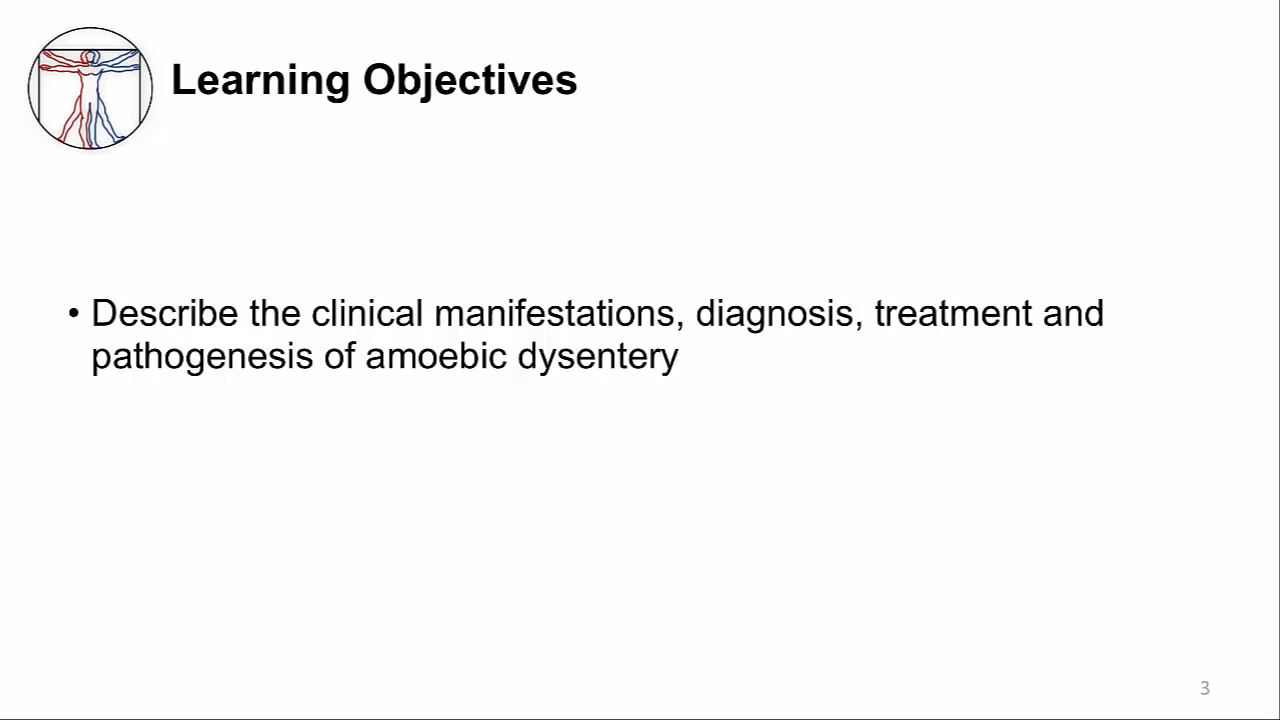 Learning Objectives
• Describe the clinical manifestations, diagnosis, treatment and
pathogenesis of amoebic dysentery
3